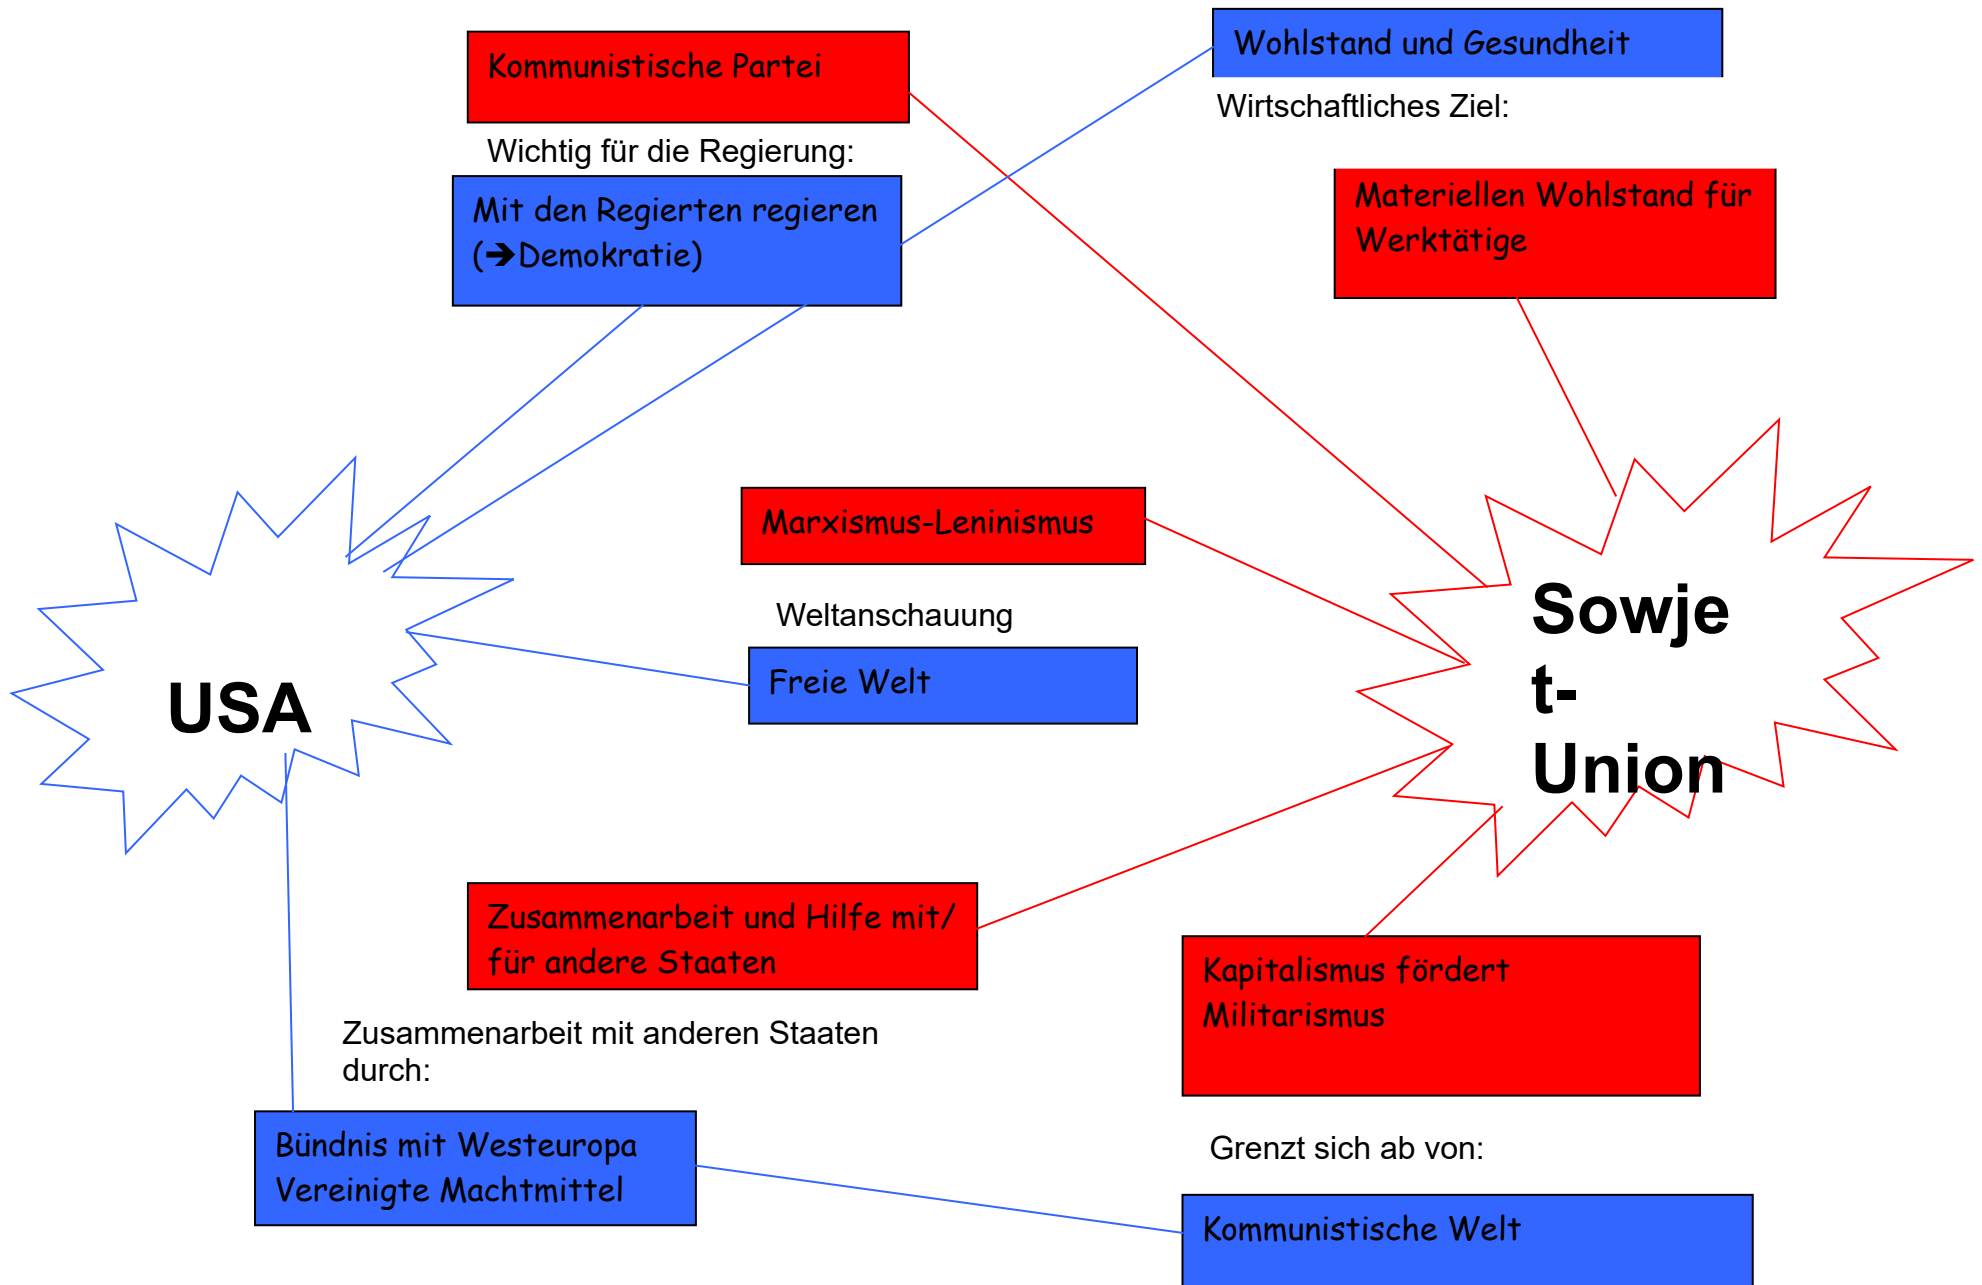 Kommunistische Partei
Wohlstand und Gesundheit
Wichtig für die Regierung:
Wirtschaftliches Ziel:
Mit den Regierten regieren
(➔Demokratie)
Materiellen Wohlstand für
Werktätige
Marxismus-Leninismus
Weltanschauung
Freie Welt
USA
Sowje
t-
Union
Zusammenarbeit und Hilfe mit/
für andere Staaten
Kapitalismus fördert
Militarismus
Zusammenarbeit mit anderen Staaten
durch:
Bündnis mit Westeuropa
Vereinigte Machtmittel
Grenzt sich ab von:
Kommunistische Welt